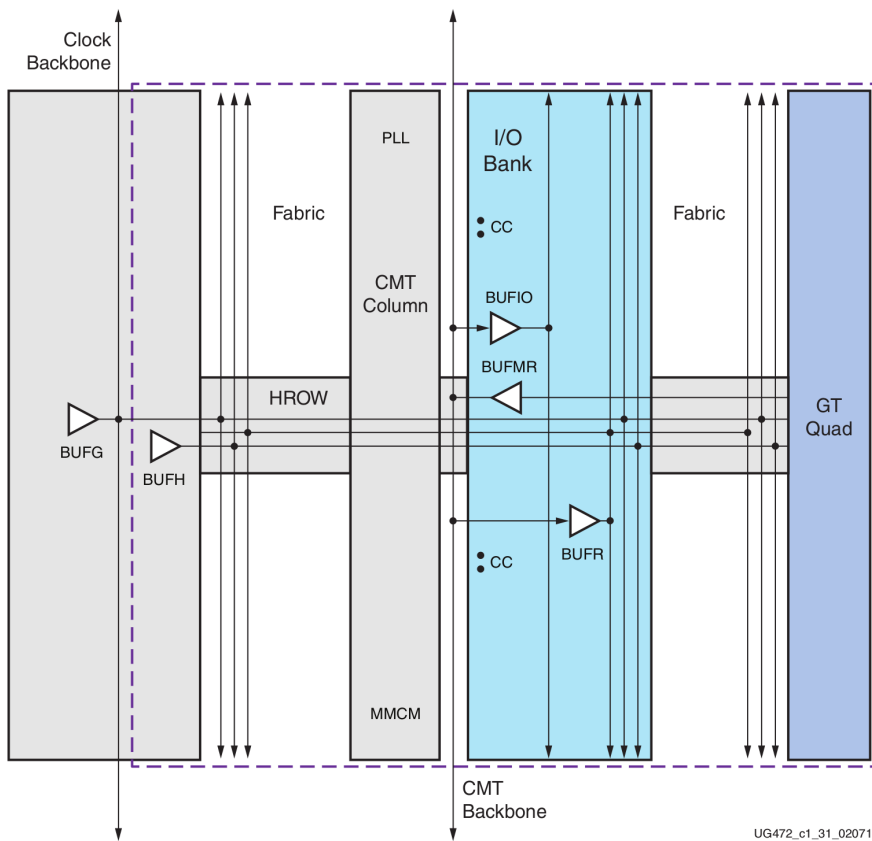 Clock
Backbone
PLL
I/O
Bank
Fabric
Fabric
CC
CMT
Column
BUFIO
BUFMR
HROW
GT
Quad
BUFG
BUFH
BUFR
CC
MMCM
CMT
Backbone
UG472_c1_31_02071